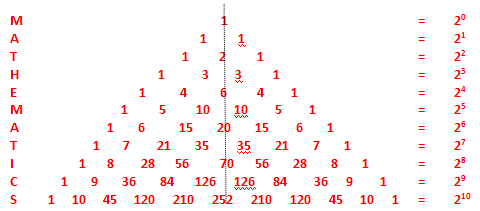 M 1 = 2⁰
A 1 1 = 2¹
T 1 2 1 = 2²
H 1 3 3 1 = 2³
E 1 4 6 4 1 = 2⁴
M 1 5 10 10 5 1 = 2⁵
A 1 6 15 20 15 6 1 = 2⁶
T 1 7 21 35 35 21 7 1 = 2⁷
I 1 8 28 56 70 56 28 8 1 = 2⁸
C 1 9 36 84 126 126 84 36 9 1 = 2⁹
S 1 10 45 120 210 252 210 120 45 10 1 = 2¹⁰